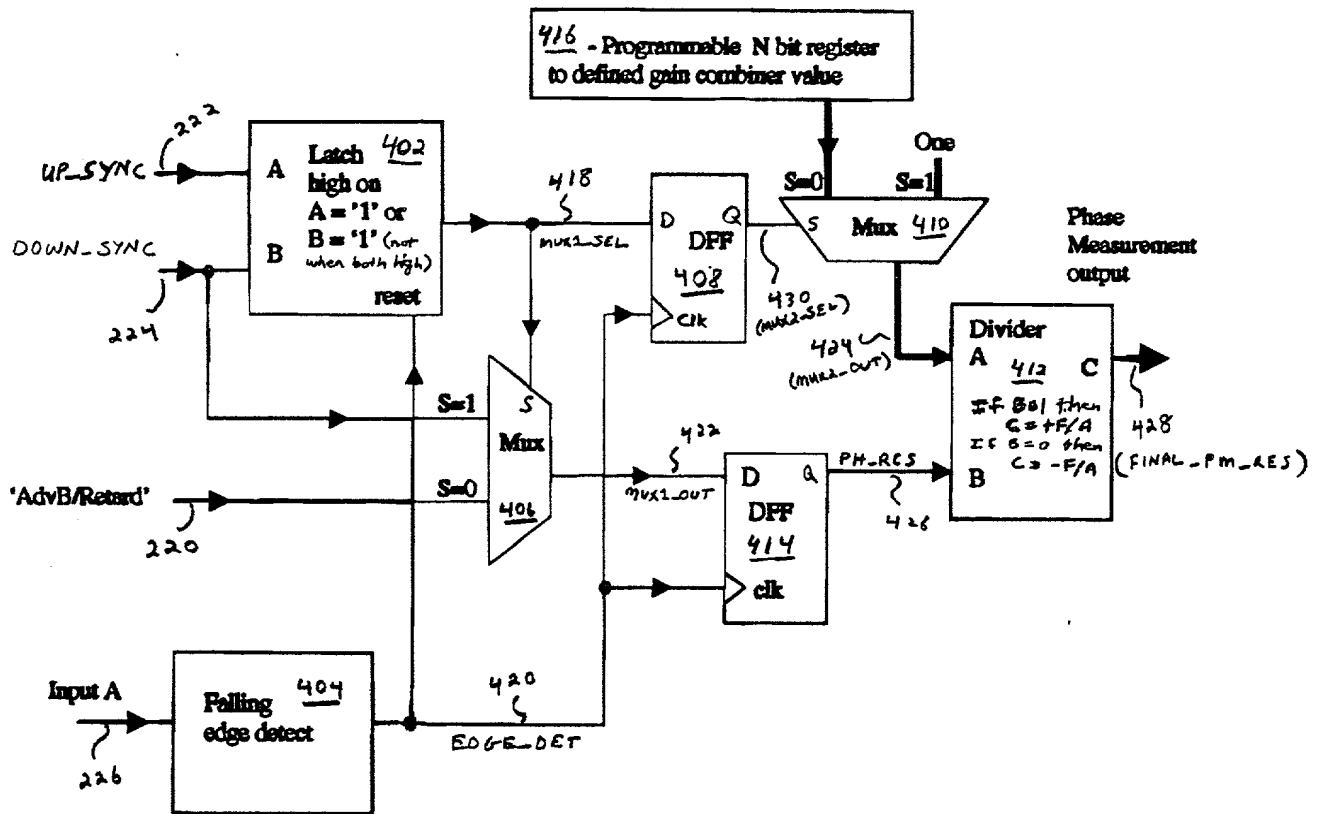 416 - Programmable N bit register
to defined gain combiner value
One
S=0
S=1
S
Mux 410
222
UP_SYNC
A
Latch 402
high on
A = '1' or
B = '1' (not
when both high)
reset
DOWN_SYNC
B
224
418
MUX1_SEL
D
Q
DFF
408
Clk
430
(MUX2_SEL)
424
(MUX2_OUT)
Phase
Measurement
output
Divider
A
412
C
If B=1 then
C = +F/A
If B=0 then
C = -F/A
B
428
(FINAL_PM_RES)
S=1
S
Mux
S=0
406
'AdvB/Retard'
220
422
MUX1_OUT
D
Q
DFF
414
clk
PH_RES
426
Input A
226
Falling 404
edge detect
420
EDGE_DET